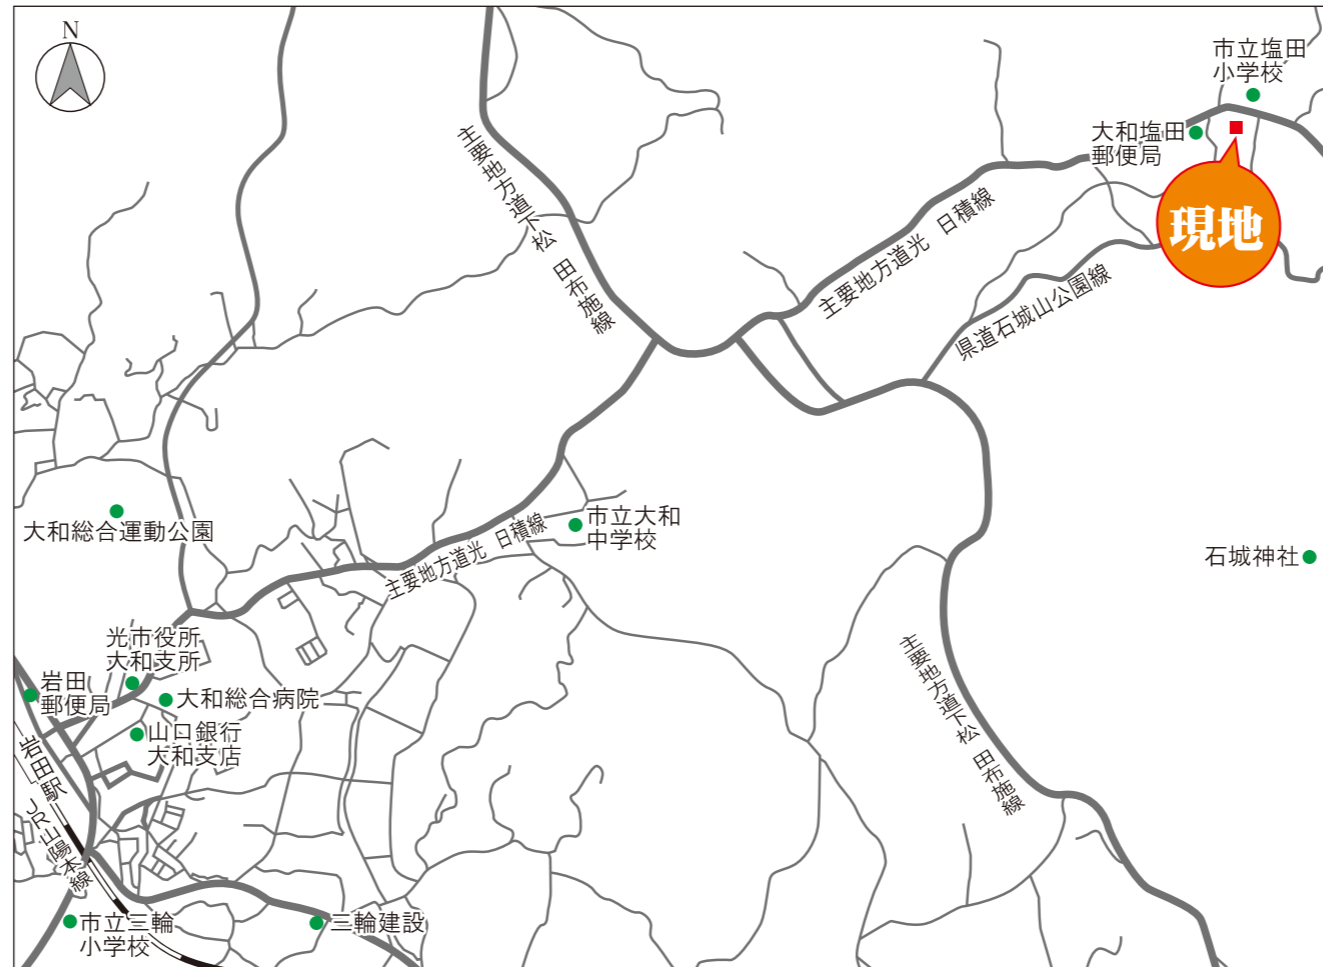 N
市立塩田
小学校
大和塩田
郵便局
現地
主要地方道下松 田布施線
主要地方道光 日積線
県道石城山公園線
大和総合運動公園
主要地方道光 日積線
市立大和
中学校
石城神社
光市役所
大和支所
岩田
郵便局
大和総合病院
山口銀行
大和支店
主要地方道下松 田布施線
岩田駅
JR山陽本線
市立三輪
小学校
三輪建設